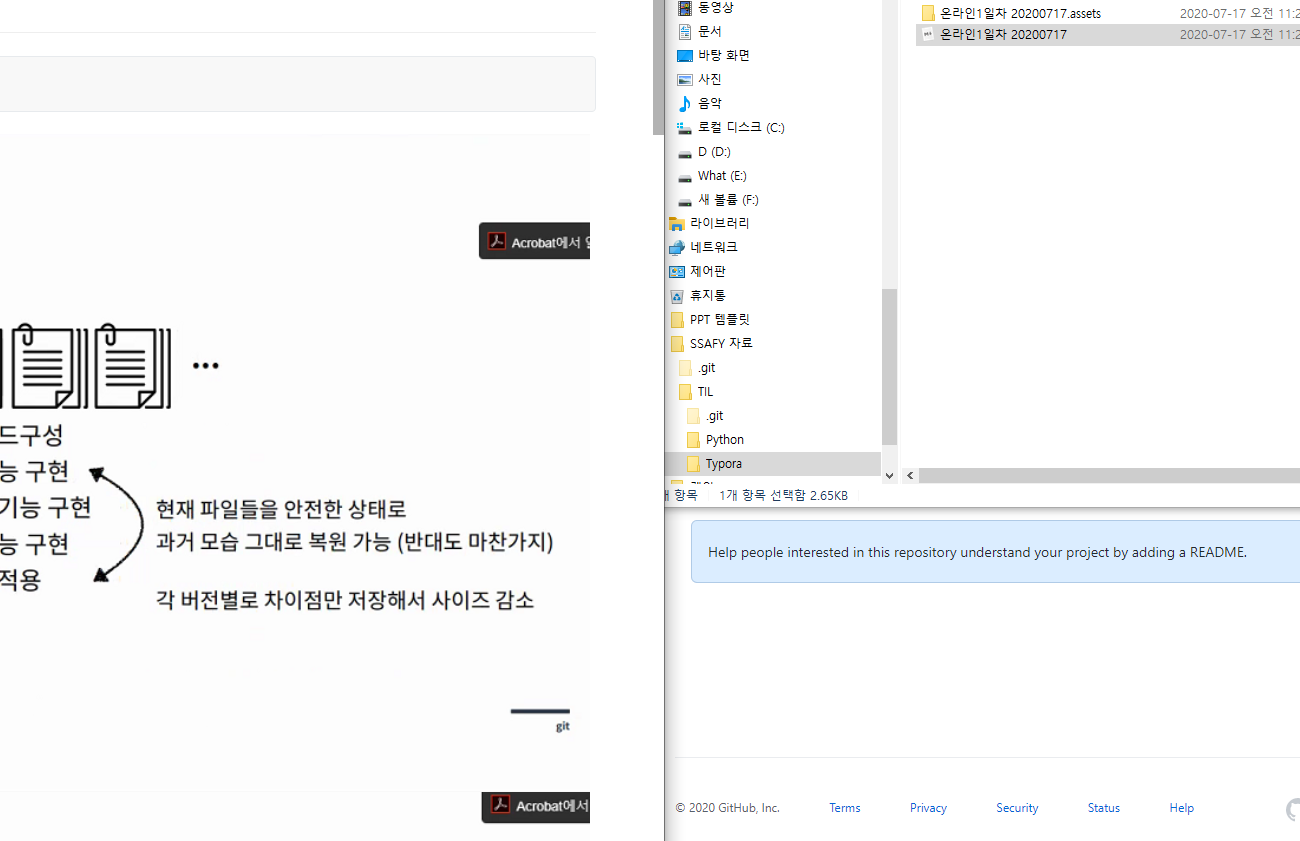 Acrobat에서
...
드구성
능 구현
기능 구현
능 구현
적용
현재 파일들을 안전한 상태로
과거 모습 그대로 복원 가능 (반대도 마찬가지)
각 버전별로 차이점만 저장해서 사이즈 감소
git
Acrobat에서
동영상
문서
바탕 화면
사진
음악
로컬 디스크 (C:)
D (D:)
What (E:)
새 볼륨 (F:)
라이브러리
네트워크
제어판
휴지통
PPT 템플릿
SSAFY 자료
.git
TIL
.git
Python
Typora
온라인1일차 20200717.assets 2020-07-17 오전 11:2
온라인1일차 20200717 2020-07-17 오전 11:2
항목 1개 항목 선택함 2.65KB
Help people interested in this repository understand your project by adding a README.
© 2020 GitHub, Inc. Terms Privacy Security Status Help